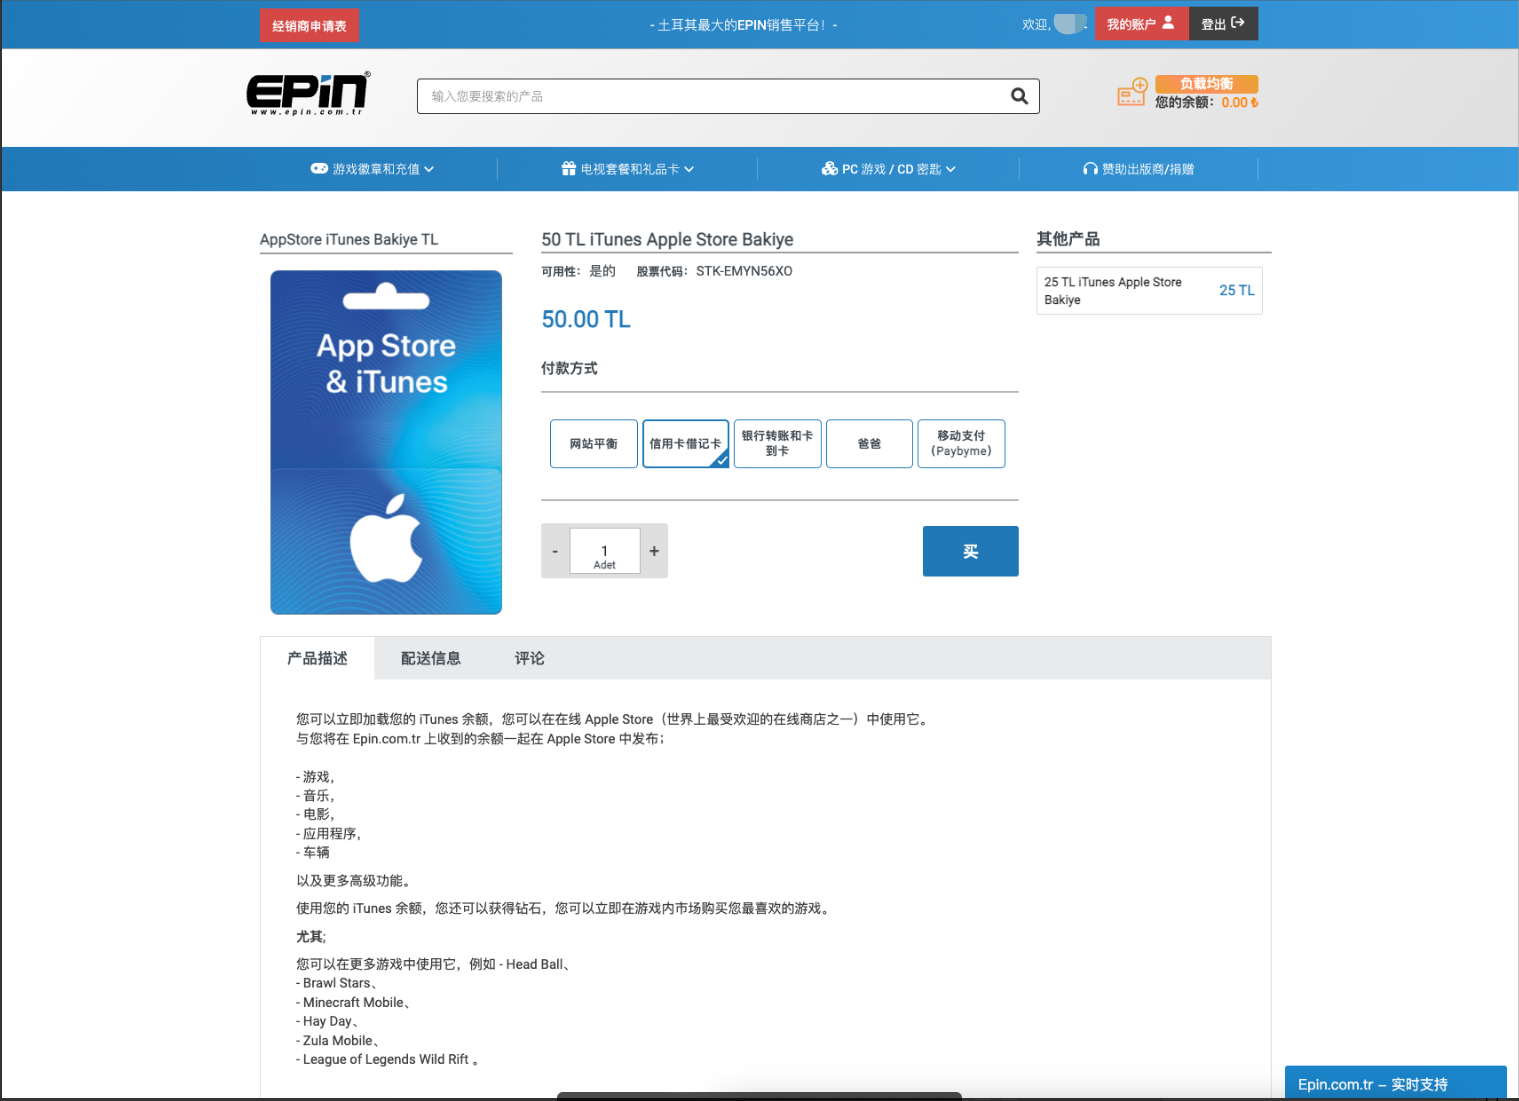 经销商申请表
- 土耳其最大的EPIN销售平台！-
欢迎,
我的账户
登出
EPIN®
www.epin.com.tr
输入您要搜索的产品
负载均衡
您的余额：0.00 ₺
游戏徽章和充值
电视套餐和礼品卡
PC 游戏 / CD 密匙
赞助出版商/捐赠
AppStore iTunes Bakiye TL
App Store
& iTunes
50 TL iTunes Apple Store Bakiye
可用性： 是的 股票代码： STK-EMYN56XO
50.00 TL
付款方式
网站平衡
信用卡借记卡
银行转账和卡
到卡
爸爸
移动支付
(Paybyme)
- 1 +
Adet
买
其他产品
25 TL iTunes Apple Store
Bakiye
25 TL
产品描述
配送信息
评论
您可以立即加载您的 iTunes 余额，您可以在在线 Apple Store（世界上最受欢迎的在线商店之一）中使用它。
与您将在 Epin.com.tr 上收到的余额一起在 Apple Store 中发布；
- 游戏，
- 音乐，
- 电影，
- 应用程序，
- 车辆
以及更多高级功能。
使用您的 iTunes 余额，您还可以获得钻石，您可以立即在游戏内市场购买您最喜欢的游戏。
尤其;
您可以在更多游戏中使用它，例如 - Head Ball、
- Brawl Stars、
- Minecraft Mobile、
- Hay Day、
- Zula Mobile、
- League of Legends Wild Rift 。
Epin.com.tr – 实时支持